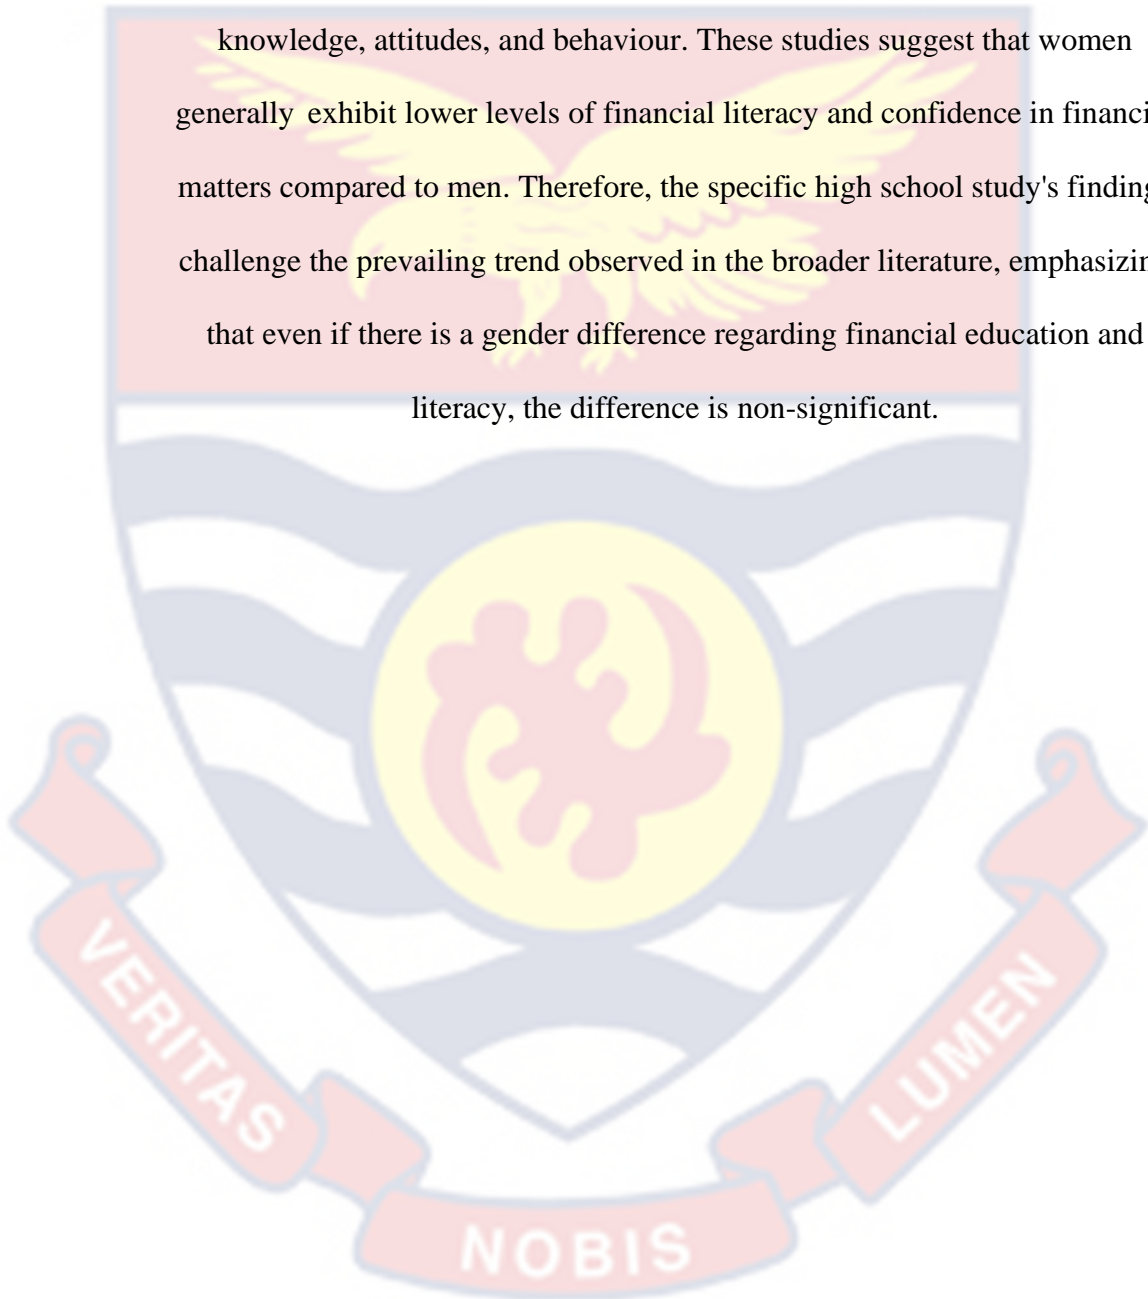 knowledge, attitudes, and behaviour. These studies suggest that women
generally exhibit lower levels of financial literacy and confidence in
matters compared to men. Therefore, the specific high school study's
challenge the prevailing trend observed in the broader literature,
that even if there is a gender difference regarding financial education and
literacy, the difference is non-significant.
VERITAS
NOBIS
LUMEN